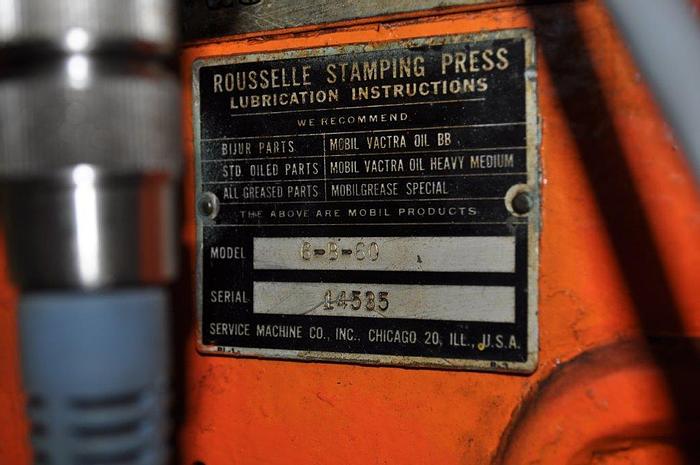 ROUSSELLE STAMPING PRESS
LUBRICATION INSTRUCTIONS
WE RECOMMEND
BIJUR PARTS MOBIL VACTRA OIL BB
STD. OILED PARTS MOBIL VACTRA OIL HEAVY MEDIUM
ALL GREASED PARTS MOBILGREASE SPECIAL
THE ABOVE ARE MOBIL PRODUCTS
MODEL 6-B-60
SERIAL 14535
SERVICE MACHINE CO., INC., CHICAGO 20, ILL., U.S.A.